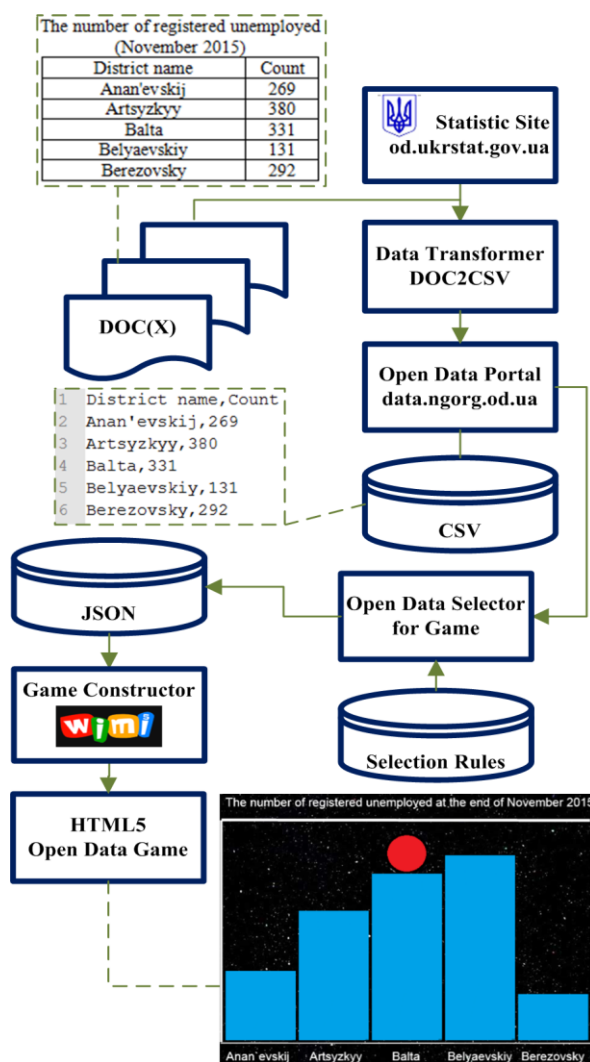 The number of registered unemployed
(November 2015)
District name Count
Anan'evskij 269
Artsyzkyy 380
Balta 331
Belyaevskiy 131
Berezovsky 292
Statistic Site
od.ukrstat.gov.ua
Data Transformer
DOC2CSV
DOC(X)
Open Data Portal
data.ngorg.od.ua
1 District name,Count
2 Anan'evskij,269
3 Artsyzkyy,380
4 Balta,331
5 Belyaevskiy,131
6 Berezovsky,292
CSV
JSON
Open Data Selector
for Game
Game Constructor
wimi5
Selection Rules
HTML5
Open Data Game
The number of registered unemployed at the end of November 2015
Anan`evskij Artsyzkyy Balta Belyaevskiy Berezovsky